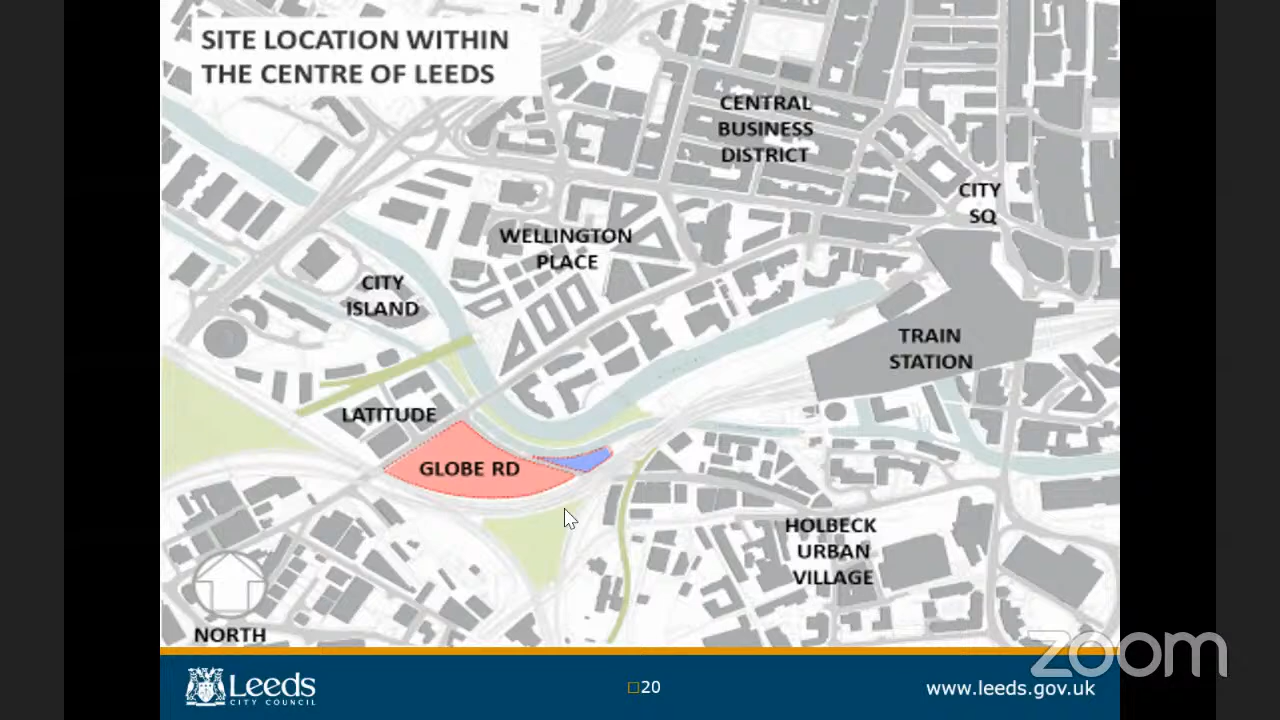 SITE LOCATION WITHIN
THE CENTRE OF LEEDS
CENTRAL
BUSINESS
DISTRICT
CITY
SQ
WELLINGTON
PLACE
CITY
ISLAND
TRAIN
STATION
LATITUDE
GLOBE RD
HOLBECK
URBAN
VILLAGE
NORTH
zoom
Leeds
CITY COUNCIL
20
www.leeds.gov.uk